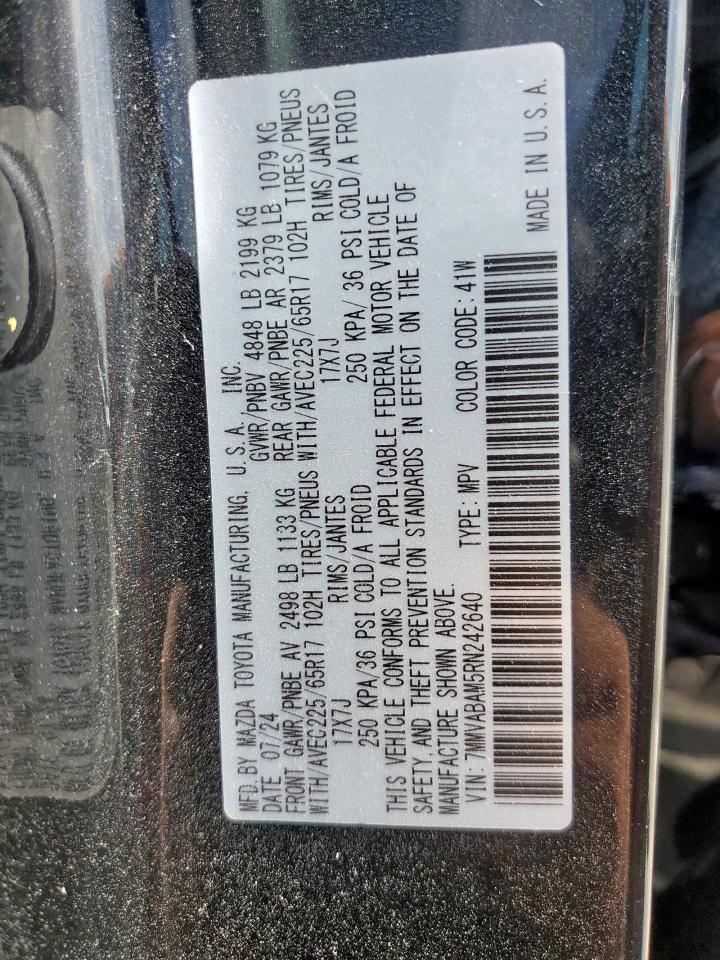 MFD. BY MAZDA TOYOTA MANUFACTURING, U.S.A., INC.
DATE 07/24 GVWR/PNBV 4848 LB 2199 KG
FRONT GAWR/PNBE AV 2498 LB 1133 KG REAR GAWR/PNBE AR 2379 LB 1079 KG
WITH/AVEC225/65R17 102H TIRES/PNEUS WITH/AVEC225/65R17 102H TIRES/PNEUS
17X7J RIMS/JANTES 17X7J RIMS/JANTES
250 KPA/36 PSI COLD/A FROID 250 KPA/ 36 PSI COLD/A FROID
THIS VEHICLE CONFORMS TO ALL APPLICABLE FEDERAL MOTOR VEHICLE
SAFETY AND THEFT PREVENTION STANDARDS IN EFFECT ON THE DATE OF
MANUFACTURE SHOWN ABOVE.
VIN:7MMVABAM5RN242640 TYPE:MPV COLOR CODE:41W
MADE IN U.S.A.